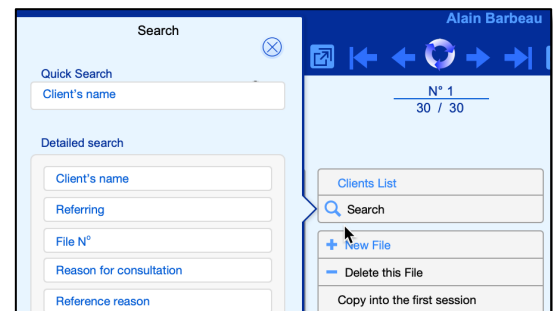 Alain Barbeau
Search
Quick Search
Client's name
N° 1
30 / 30
Detailed search
Client's name
Referring
File N°
Reason for consultation
Reference reason
Clients List
Search
New File
Delete this File
Copy into the first session